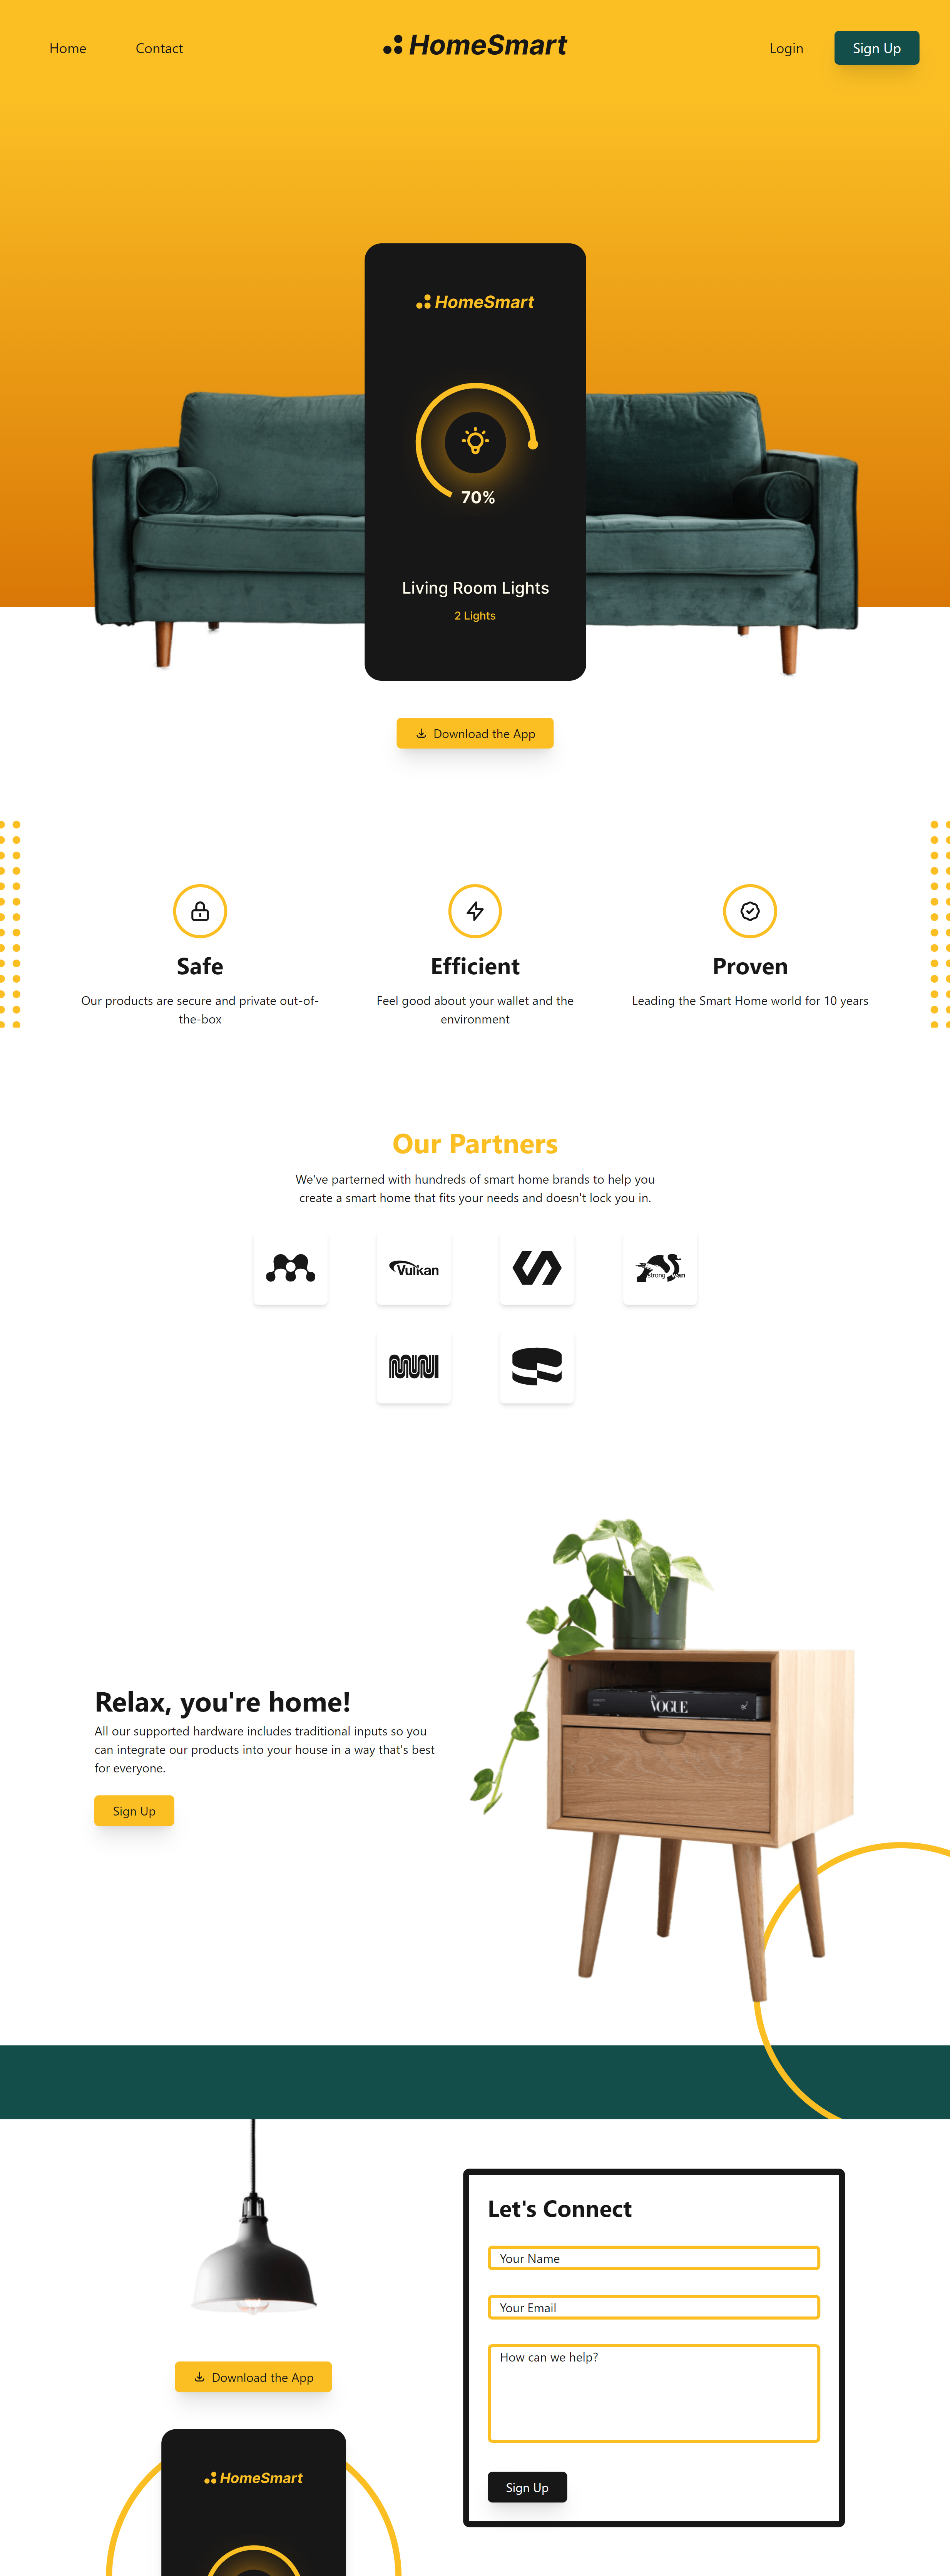 Home Contact HomeSmart Login Sign Up
HomeSmart
70%
Living Room Lights
2 Lights
Download the App
Safe
Our products are secure and private out-of-
the-box
Efficient
Feel good about your wallet and the
environment
Proven
Leading the Smart Home world for 10 years
Our Partners
We've parterned with hundreds of smart home brands to help you
create a smart home that fits your needs and doesn't lock you in.
Vulkan
strong
Relax, you're home!
All our supported hardware includes traditional inputs so you
can integrate our products into your house in a way that's best
for everyone.
Sign Up
IN
VOGUE
Download the App
HomeSmart
Let's Connect
Your Name
Your Email
How can we help?
Sign Up